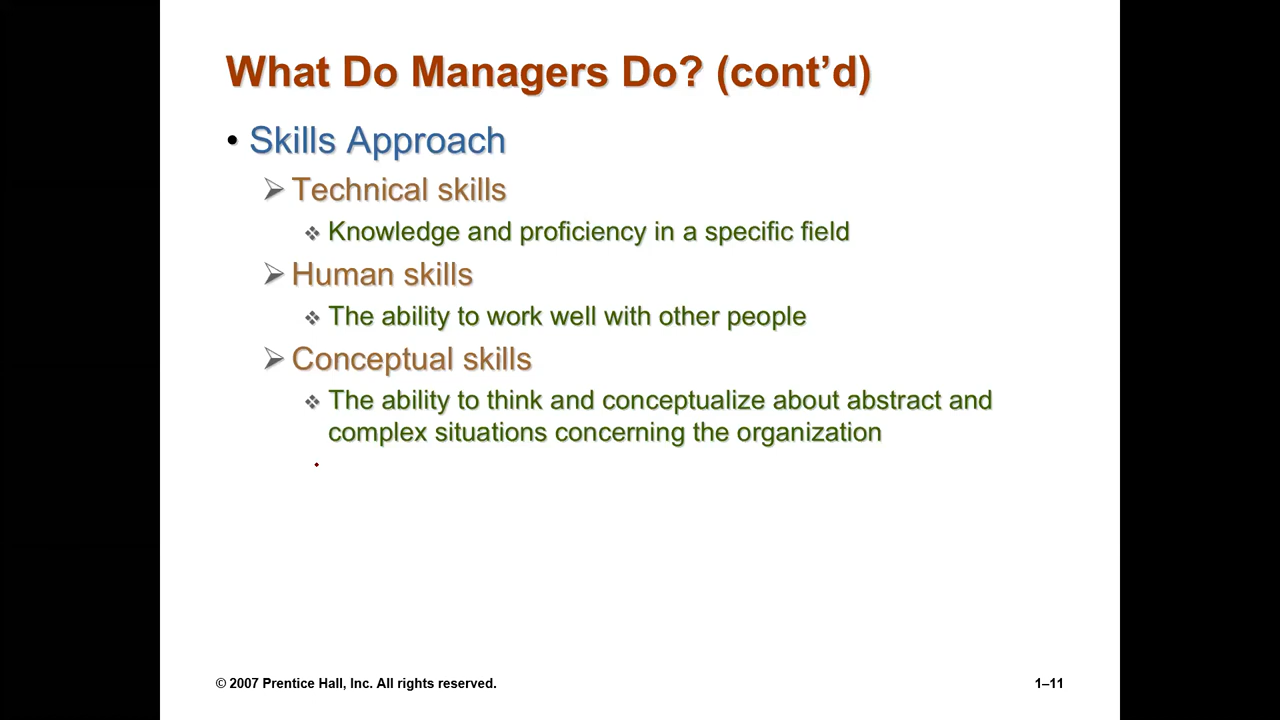 What Do Managers Do? (cont’d)
• Skills Approach
➢ Technical skills
❖ Knowledge and proficiency in a specific field
➢ Human skills
❖ The ability to work well with other people
➢ Conceptual skills
❖ The ability to think and conceptualize about abstract and
complex situations concerning the organization
© 2007 Prentice Hall, Inc. All rights reserved.
1–11